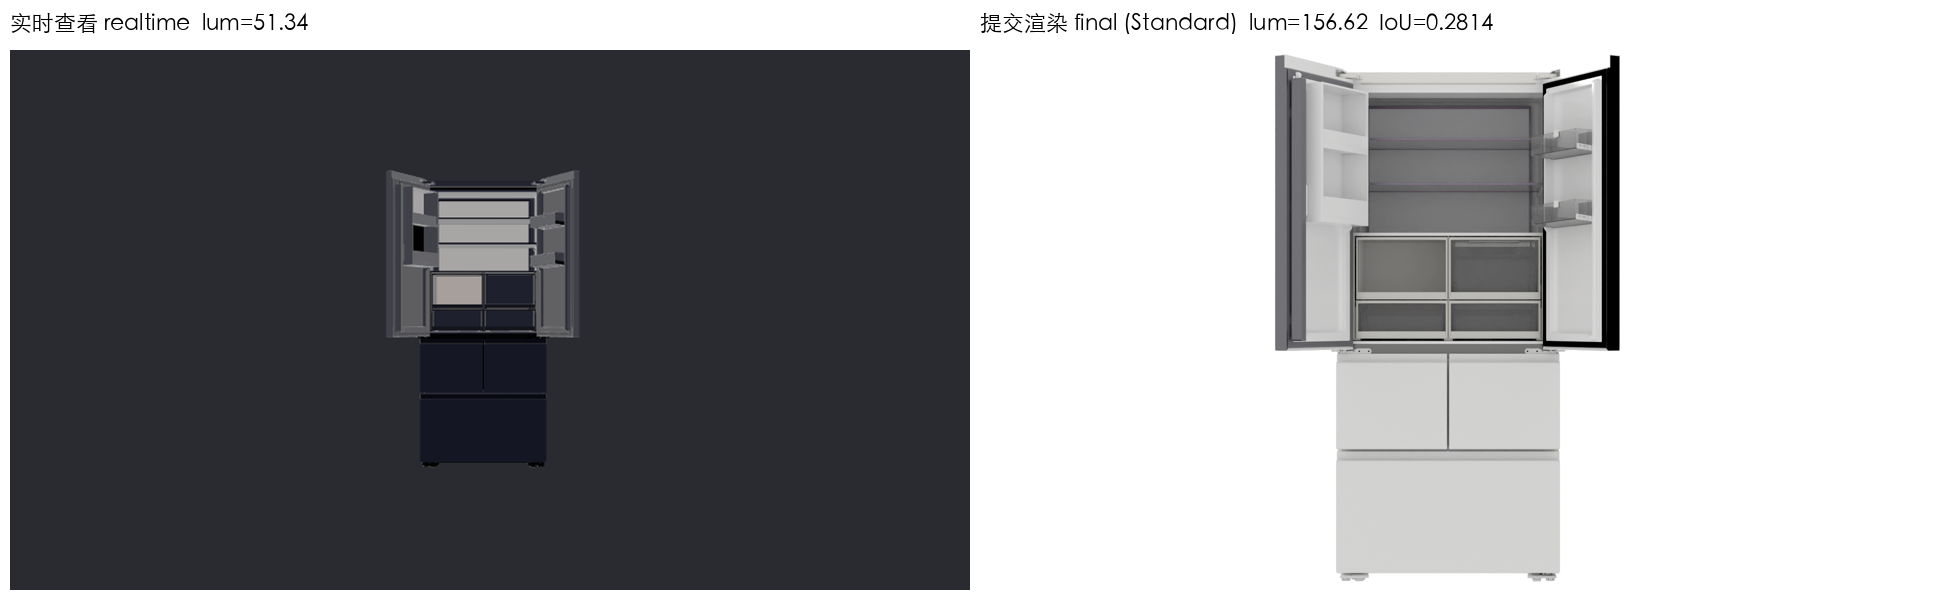 实时查看 realtime lum=51.34
提交渲染 final (Standard) lum=156.62 IoU=0.2814